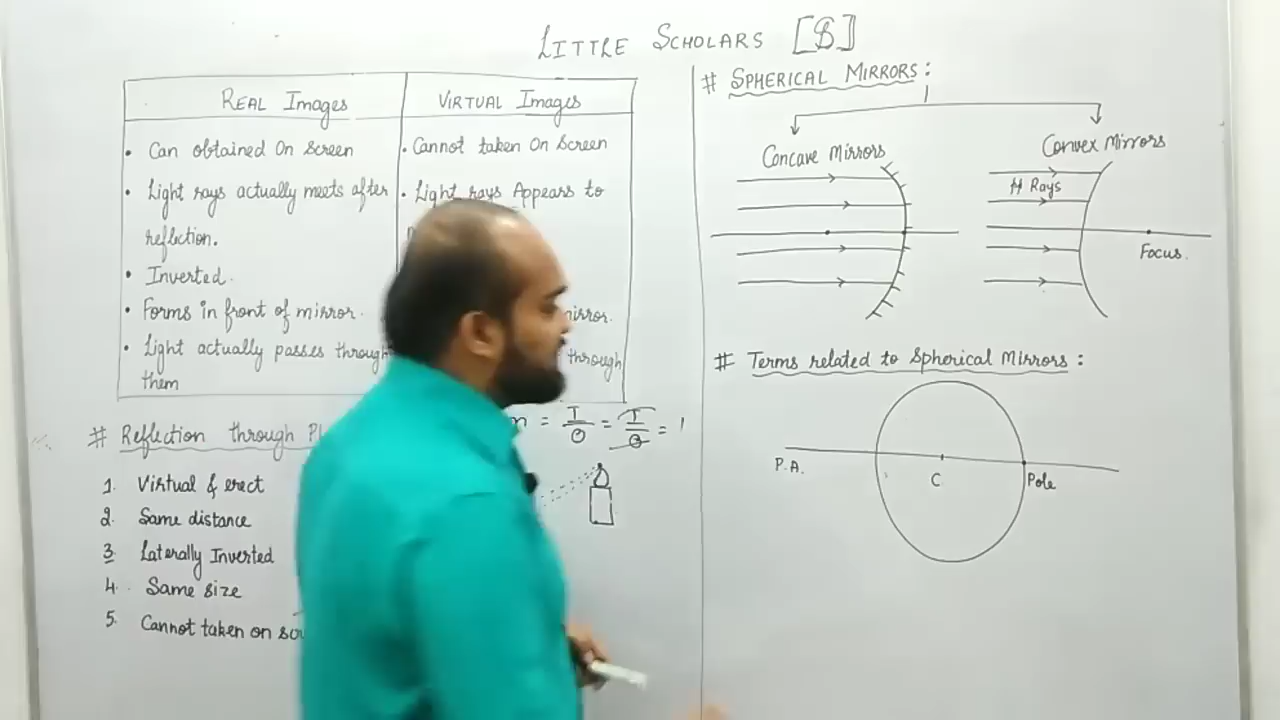 LITTLE SCHOLARS [$]
REAL Images
Can obtained On Screen
Light rays actually meets after
reflection.
Inverted.
Forms in front of mirror.
Light actually passes through
them
VIRTUAL Images
Cannot taken On Screen
Light rays Appears to
mirror.
through
# Reflection through
m = I/O = I/O = 1
1. Virtual & erect
2. Same distance
3. Laterally Inverted
4. Same size
5. Cannot taken on
# SPHERICAL MIRRORS:
Concave Mirrors
Convex Mirrors
Rays
Focus.
# Terms related to Spherical Mirrors:
P.A.
C
Pole